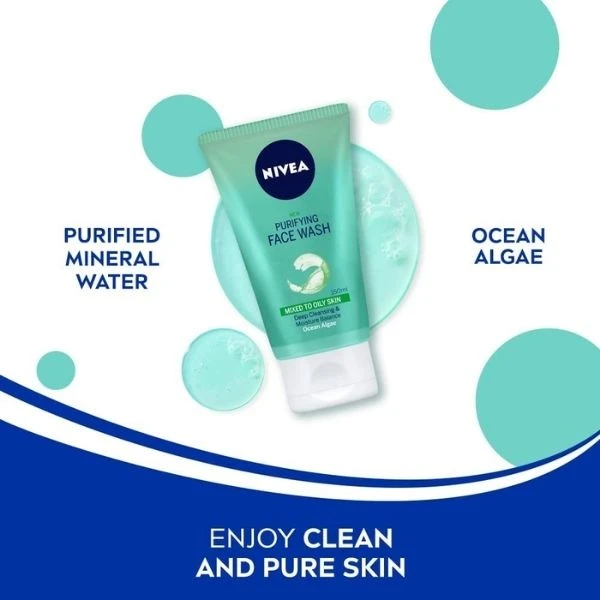 NIVEA
NEW
PURIFYING
FACE WASH
150ml
MIXED TO OILY SKIN
Deep Cleansing &
Moisture Balance
Ocean Algae
PURIFIED
MINERAL
WATER
OCEAN
ALGAE
ENJOY CLEAN
AND PURE SKIN